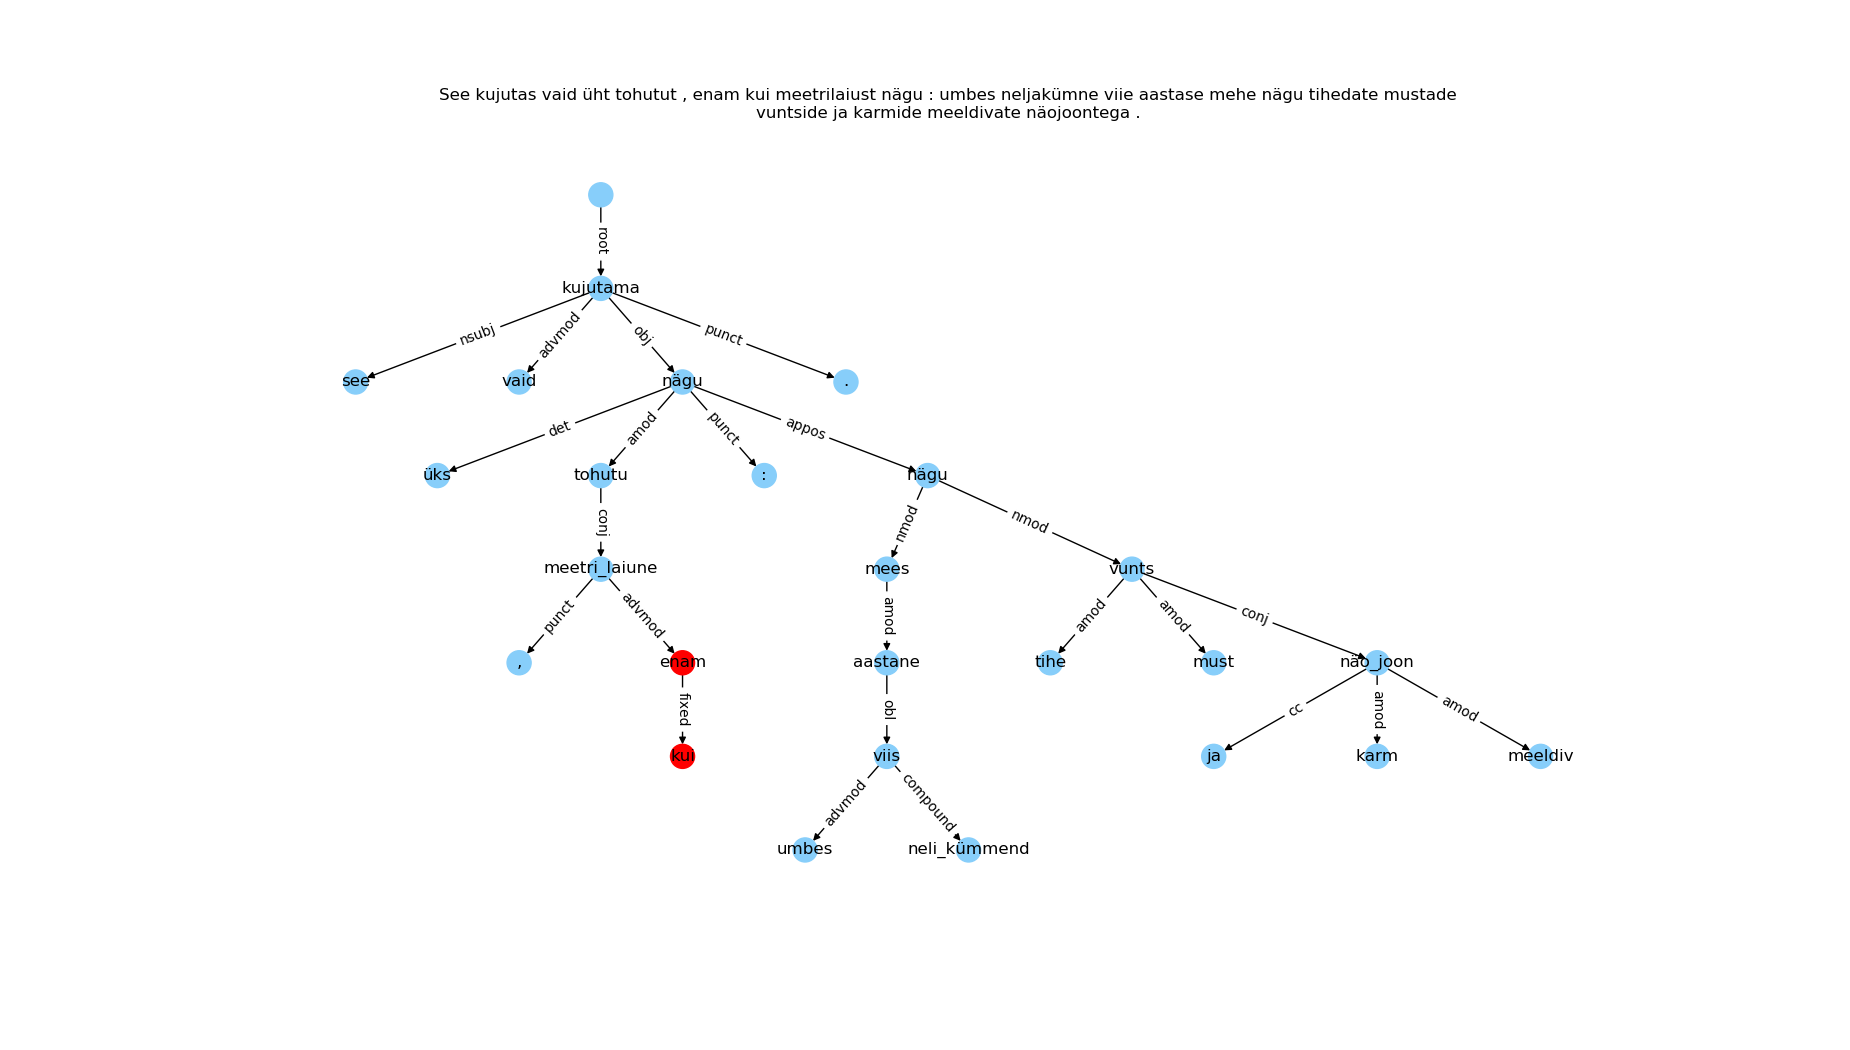 See kujutas vaid üht tohutut , enam kui meetrilaiust nägu : umbes neljakümne viie aastase mehe nägu tihedate mustade
vuntside ja karmide meeldivate näojoontega .
root
kujutama
nsubj advmod obj punct
see vaid nägu .
det amod punct appos
üks tohutu : nägu
conj nmod nmod
meetri_laiune mees vunts
punct advmod amod amod amod conj
, enam aastane tihe must näo_joon
fixed obl cc amod amod
kui viis ja karm meeldiv
advmod compound
umbes neli_kümmend